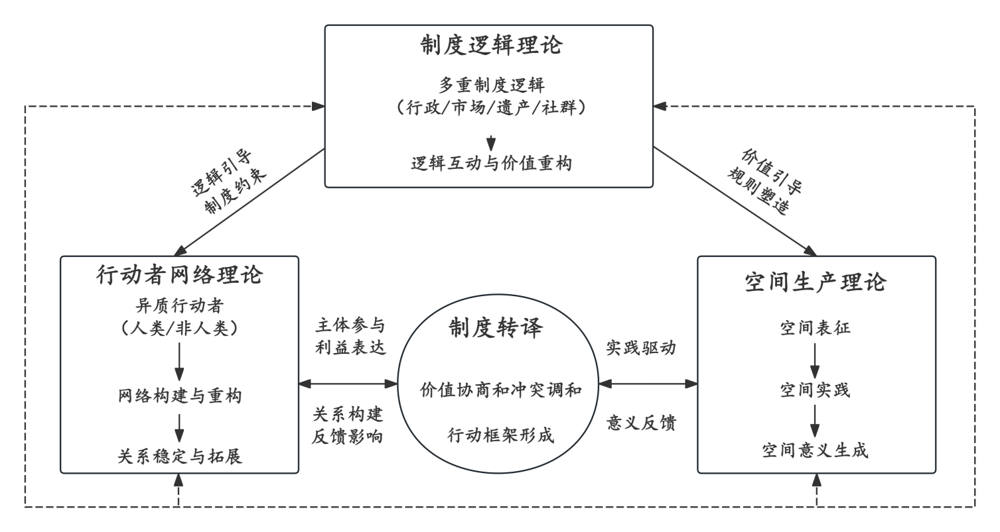 制度逻辑理论
多重制度逻辑
（行政/市场/遗产/社群）
逻辑互动与价值重构
逻辑引导
制度约束
价值引导
规则塑造
行动者网络理论
异质行动者
（人类/非人类）
网络构建与重构
关系稳定与拓展
主体参与
利益表达
关系构建
反馈影响
制度转译
价值协商和冲突调和
行动框架形成
实践驱动
意义反馈
空间生产理论
空间表征
空间实践
空间意义生成